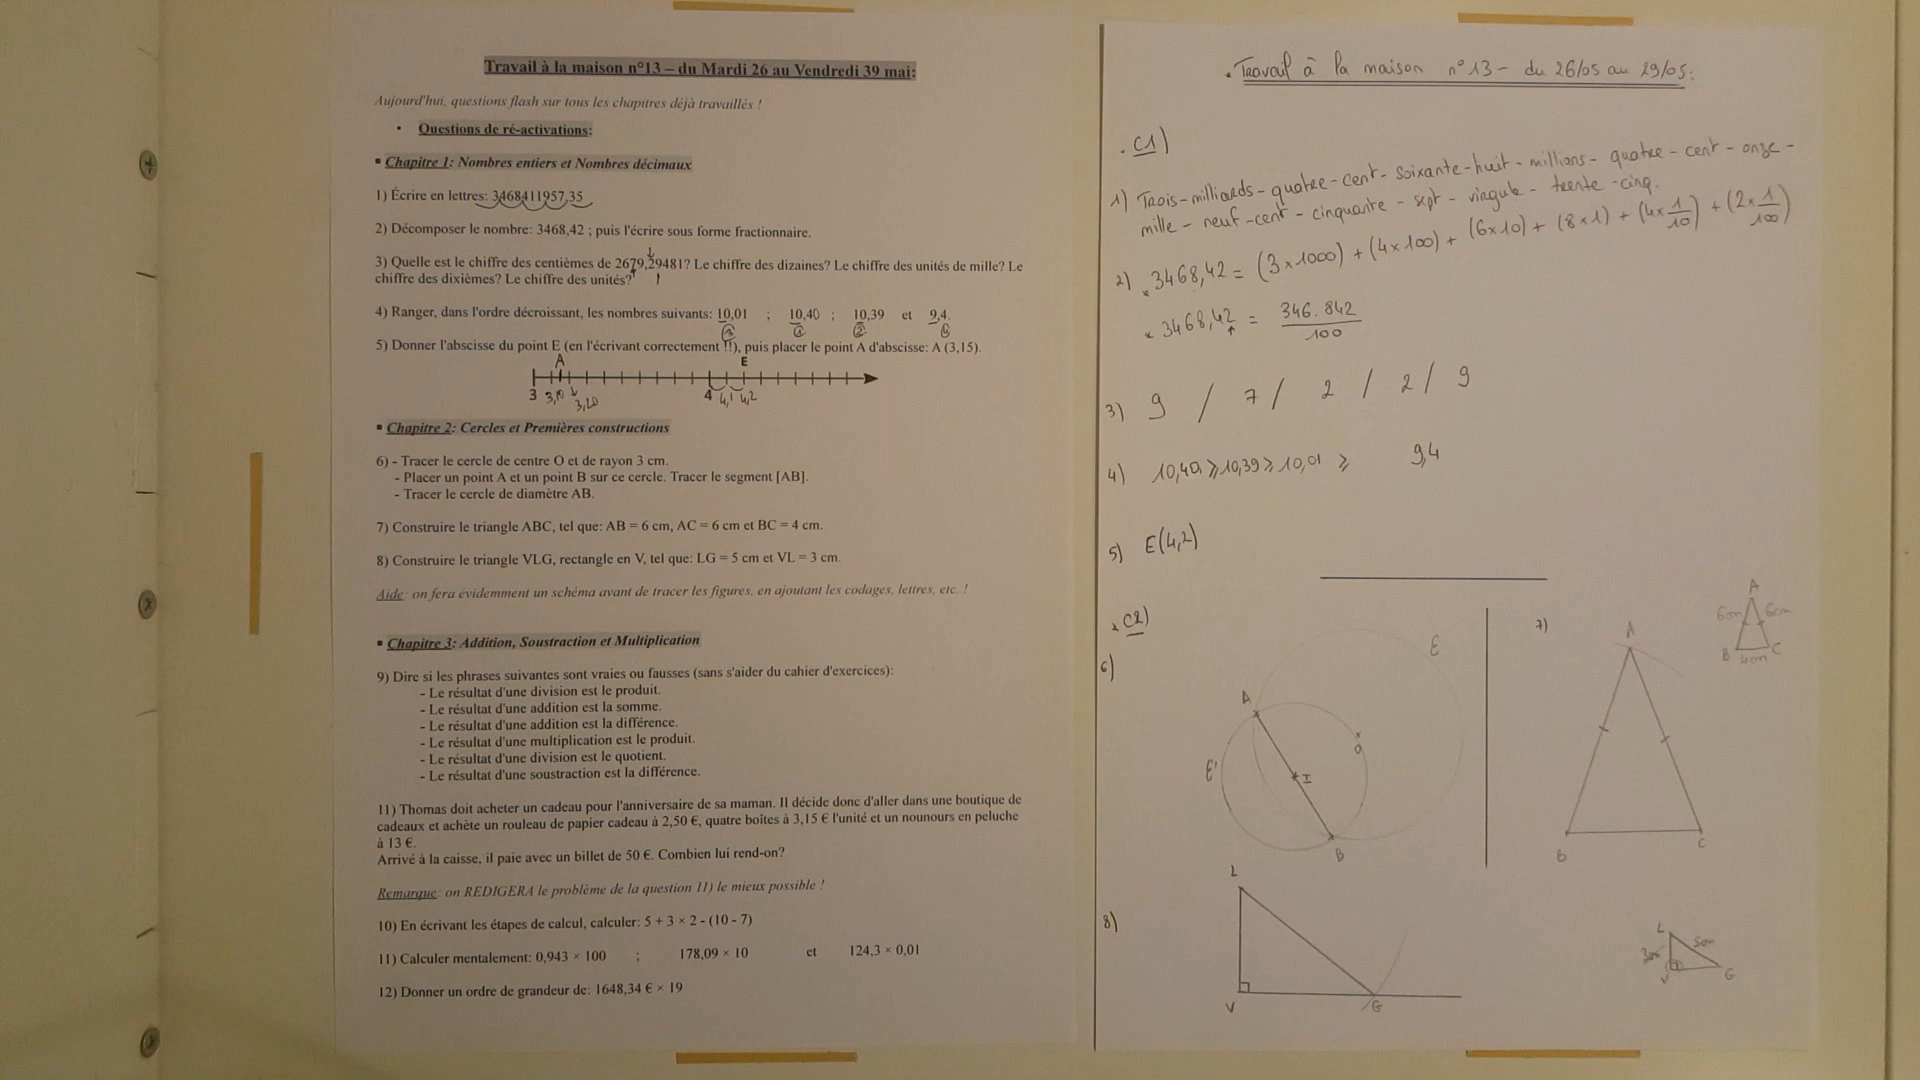 Travail à la maison n°13 – du Mardi 26 au Vendredi 39 mai:
Aujourd'hui, questions flash sur tous les chapitres déjà travaillés !
• Questions de ré-activations:
▪ Chapitre 1: Nombres entiers et Nombres décimaux
1) Écrire en lettres: 3468411957,35
2) Décomposer le nombre: 3468,42 ; puis l'écrire sous forme fractionnaire.
3) Quelle est le chiffre des centièmes de 2679,29481? Le chiffre des dizaines? Le chiffre des unités de mille? Le
chiffre des dixièmes? Le chiffre des unités?
4) Ranger, dans l'ordre décroissant, les nombres suivants: 10,01 ; 10,40 ; 10,39 et 9,4.
5) Donner l'abscisse du point E (en l'écrivant correctement !!), puis placer le point A d'abscisse: A (3,15).
A E
3 3,10 3,20 4 4,1 4,2
▪ Chapitre 2: Cercles et Premières constructions
6) - Tracer le cercle de centre O et de rayon 3 cm.
- Placer un point A et un point B sur ce cercle. Tracer le segment [AB].
- Tracer le cercle de diamètre AB.
7) Construire le triangle ABC, tel que: AB = 6 cm, AC = 6 cm et BC = 4 cm.
8) Construire le triangle VLG, rectangle en V, tel que: LG = 5 cm et VL = 3 cm.
Aide: on fera évidemment un schéma avant de tracer les figures, en ajoutant les codages, lettres, etc. !
▪ Chapitre 3: Addition, Soustraction et Multiplication
9) Dire si les phrases suivantes sont vraies ou fausses (sans s'aider du cahier d'exercices):
- Le résultat d'une division est le produit.
- Le résultat d'une addition est la somme.
- Le résultat d'une addition est la différence.
- Le résultat d'une multiplication est le produit.
- Le résultat d'une division est le quotient.
- Le résultat d'une soustraction est la différence.
11) Thomas doit acheter un cadeau pour l'anniversaire de sa maman. Il décide donc d'aller dans une boutique de
cadeaux et achète un rouleau de papier cadeau à 2,50 €, quatre boîtes à 3,15 € l'unité et un nounours en peluche
à 13 €.
Arrivé à la caisse, il paie avec un billet de 50 €. Combien lui rend-on?
Remarque: on REDIGERA le problème de la question 11) le mieux possible !
10) En écrivant les étapes de calcul, calculer: 5 + 3 × 2 - (10 - 7)
11) Calculer mentalement: 0,943 × 100 ; 178,09 × 10 et 124,3 × 0,01
12) Donner un ordre de grandeur de: 1648,34 € × 19
. Travail à la maison n°13 – du 26/05 au 29/05:
. C1)
1) Trois-milliards-quatre-cent-soixante-huit-millions-quatre-cent-onze-
mille-neuf-cent-cinquante-sept-virgule-trente-cinq.
2) × 3468,42 = (3×1000) + (4×100) + (6×10) + (8×1) + (4×1/10) + (2×1/100)
× 3468,42 = 346.842/100
3) 9 / 7 / 2 / 2 / 9
4) 10,40 ⩾ 10,39 ⩾ 10,01 ⩾ 9,4
5) E(4,2)
× C2)
6)
A
O
I
B
7)
A
B
C
A
6cm 6cm
B 4cm C
8)
L
V
G
L
3cm 5cm
V G